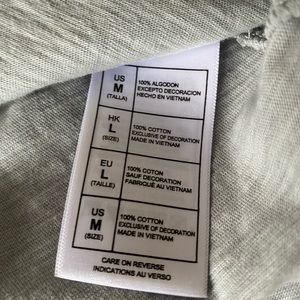 US
M
(TALLA)
100% ALGODON
EXCEPTO DECORACION
HECHO EN VIETNAM
HK
L
(SIZE)
100% COTTON
EXCLUSIVE OF DECORATION
MADE IN VIETNAM
EU
L
(TAILLE)
100% COTON
SAUF DECORATION
FABRIQUÉ AU VIETNAM
US
M
(SIZE)
100% COTTON
EXCLUSIVE OF DECORATION
MADE IN VIETNAM
CARE ON REVERSE
INDICATIONS AU VERSO